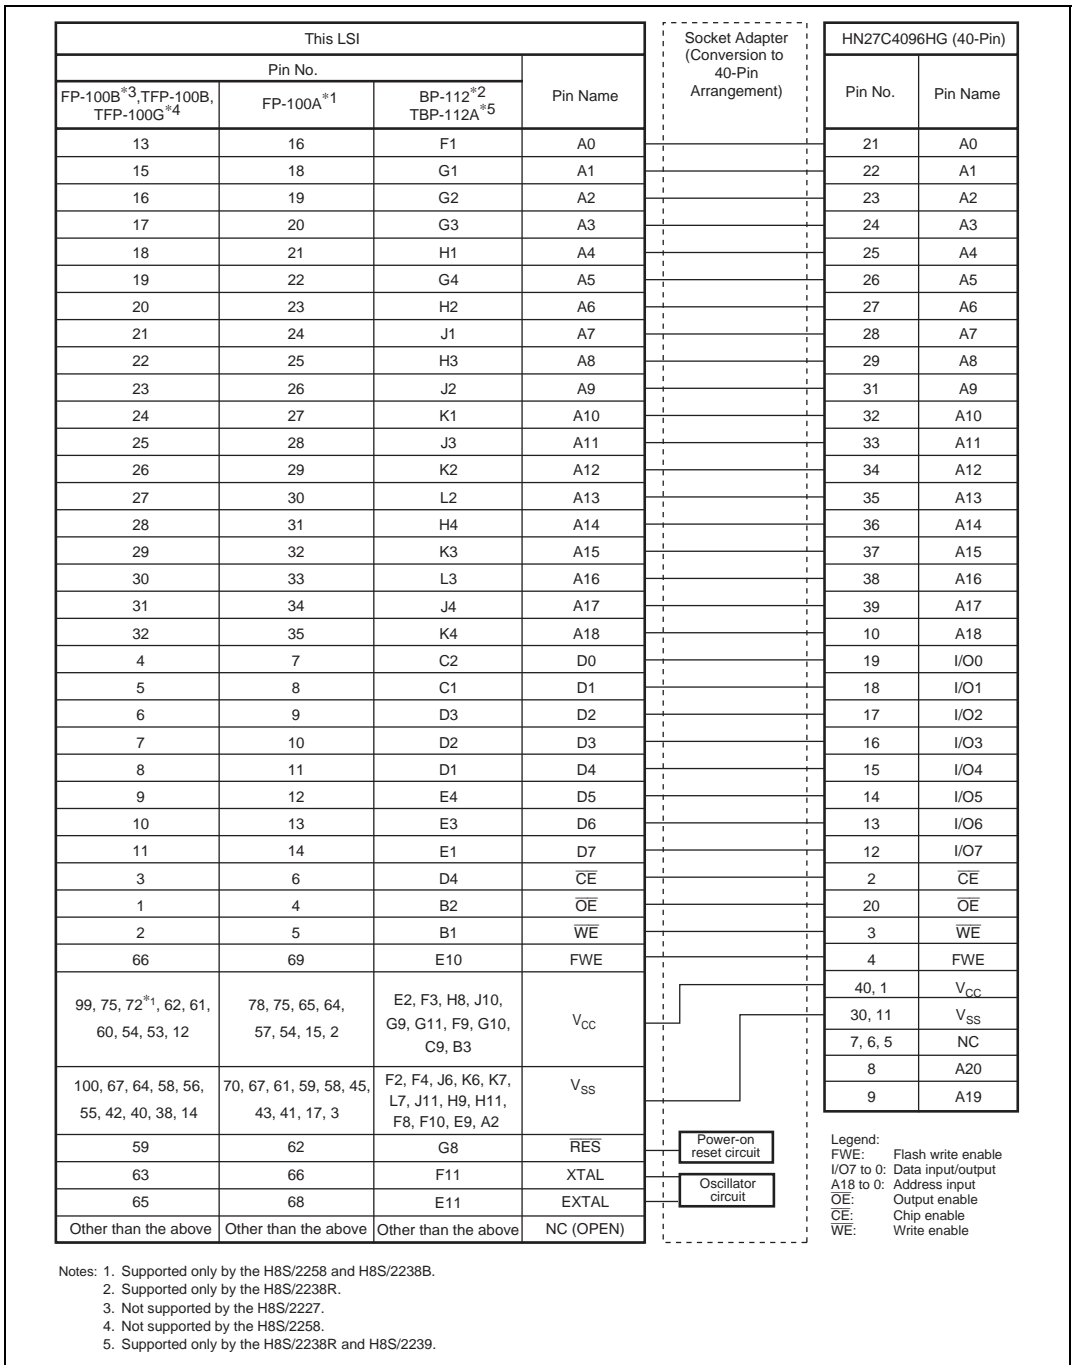 This LSI
Socket Adapter
(Conversion to
40-Pin
Arrangement)
HN27C4096HG (40-Pin)
Pin No.
FP-100B*3,TFP-100B,
TFP-100G*4
FP-100A*1
BP-112*2
TBP-112A*5
Pin Name
Pin No.
Pin Name
13 16 F1 A0 21 A0
15 18 G1 A1 22 A1
16 19 G2 A2 23 A2
17 20 G3 A3 24 A3
18 21 H1 A4 25 A4
19 22 G4 A5 26 A5
20 23 H2 A6 27 A6
21 24 J1 A7 28 A7
22 25 H3 A8 29 A8
23 26 J2 A9 31 A9
24 27 K1 A10 32 A10
25 28 J3 A11 33 A11
26 29 K2 A12 34 A12
27 30 L2 A13 35 A13
28 31 H4 A14 36 A14
29 32 K3 A15 37 A15
30 33 L3 A16 38 A16
31 34 J4 A17 39 A17
32 35 K4 A18 10 A18
4 7 C2 D0 19 I/O0
5 8 C1 D1 18 I/O1
6 9 D3 D2 17 I/O2
7 10 D2 D3 16 I/O3
8 11 D1 D4 15 I/O4
9 12 E4 D5 14 I/O5
10 13 E3 D6 13 I/O6
11 14 E1 D7 12 I/O7
3 6 D4 C̅E̅ 2 C̅E̅
1 4 B2 O̅E̅ 20 O̅E̅
2 5 B1 W̅E̅ 3 W̅E̅
66 69 E10 FWE 4 FWE
99, 75, 72*1, 62, 61,
60, 54, 53, 12
78, 75, 65, 64,
57, 54, 15, 2
E2, F3, H8, J10,
G9, G11, F9, G10,
C9, B3
VCC
40, 1 VCC
30, 11 VSS
7, 6, 5 NC
8 A20
9 A19
100, 67, 64, 58, 56,
55, 42, 40, 38, 14
70, 67, 61, 59, 58, 45,
43, 41, 17, 3
F2, F4, J6, K6, K7,
L7, J11, H9, H11,
F8, F10, E9, A2
VSS
59 62 G8 R̅E̅S̅
Power-on
reset circuit
63 66 F11 XTAL
65 68 E11 EXTAL
Oscillator
circuit
Other than the above Other than the above Other than the above NC (OPEN)
Legend:
FWE: Flash write enable
I/O7 to 0: Data input/output
A18 to 0: Address input
O̅E̅: Output enable
C̅E̅: Chip enable
W̅E̅: Write enable
Notes: 1. Supported only by the H8S/2258 and H8S/2238B.
2. Supported only by the H8S/2238R.
3. Not supported by the H8S/2227.
4. Not supported by the H8S/2258.
5. Supported only by the H8S/2238R and H8S/2239.